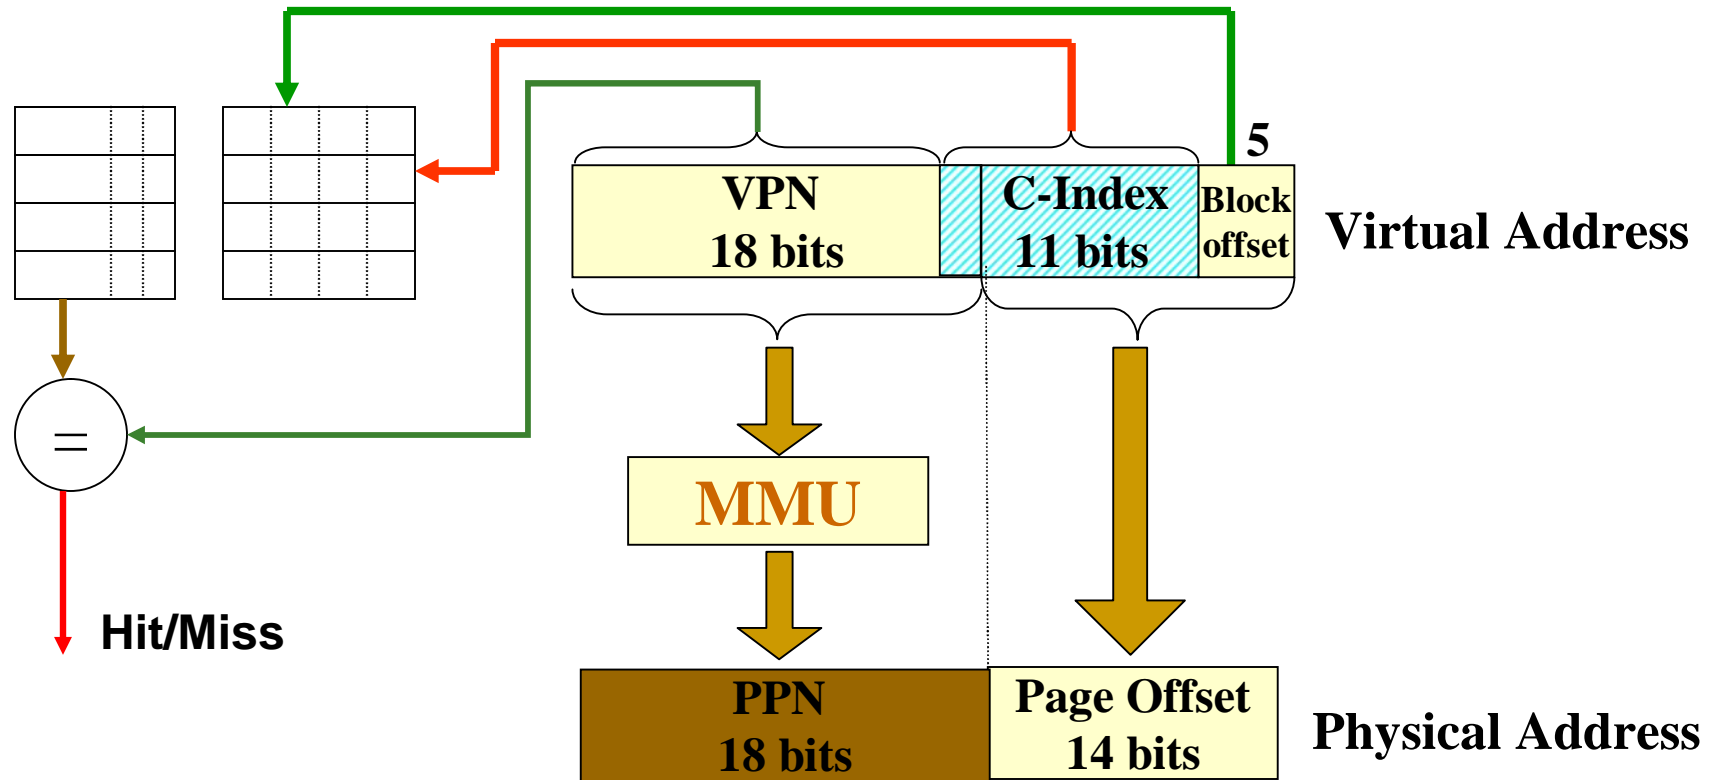 5
VPN
18 bits
C-Index
11 bits
Block
offset
Virtual Address
=
MMU
Hit/Miss
PPN
18 bits
Page Offset
14 bits
Physical Address